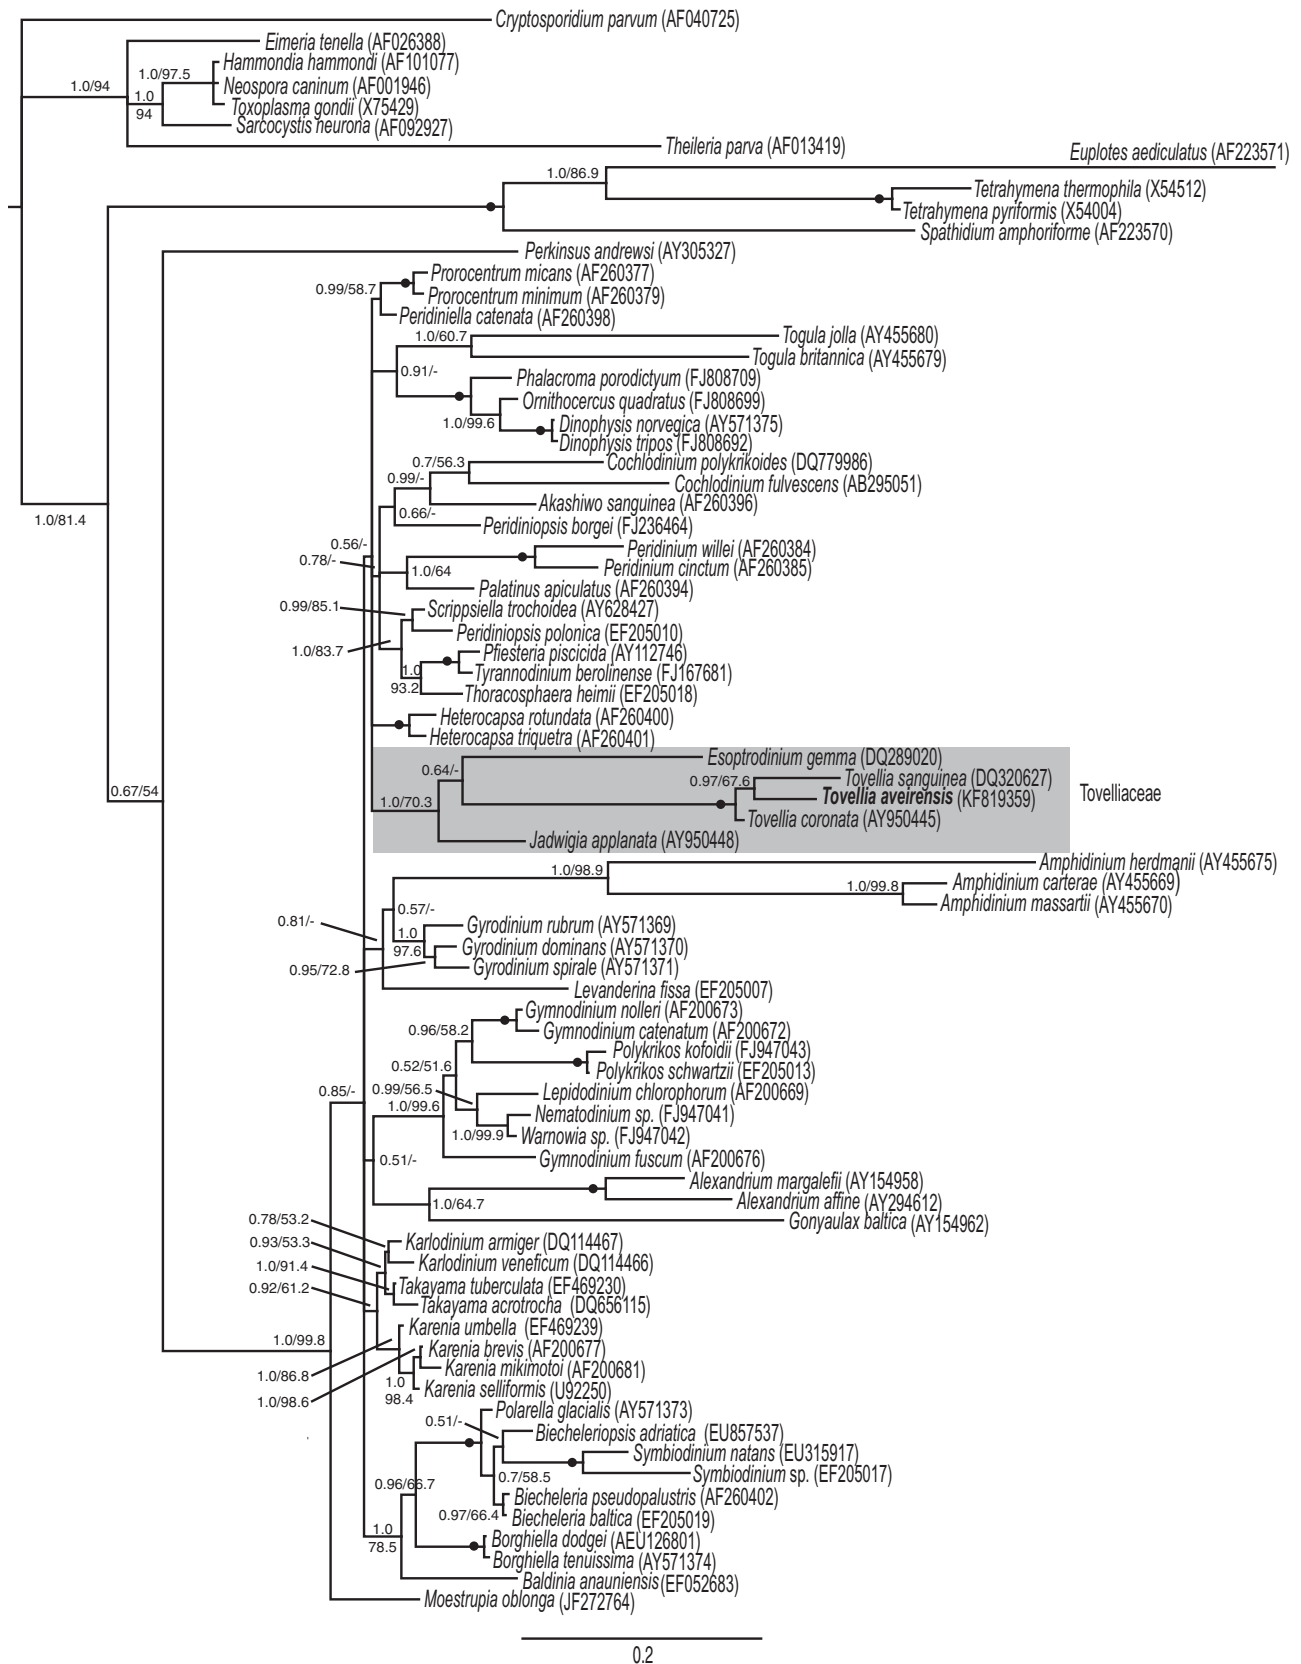 Cryptosporidium parvum (AF040725)
Eimeria tenella (AF026388)
Hammondia hammondi (AF101077)
1.0/97.5
1.0/94
Neospora caninum (AF001946)
1.0
Toxoplasma gondii (X75429)
94
Sarcocystis neurona (AF092927)
Theileria parva (AF013419)
Euplotes aediculatus (AF223571)
1.0/86.9
Tetrahymena thermophila (X54512)
Tetrahymena pyriformis (X54004)
Spathidium amphoriforme (AF223570)
Perkinsus andrewsi (AY305327)
Prorocentrum micans (AF260377)
0.99/58.7
Prorocentrum minimum (AF260379)
Peridiniella catenata (AF260398)
1.0/60.7
Togula jolla (AY455680)
Togula britannica (AY455679)
0.91/-
Phalacroma porodictyum (FJ808709)
Ornithocercus quadratus (FJ808699)
1.0/99.6
Dinophysis norvegica (AY571375)
Dinophysis tripos (FJ808692)
0.7/56.3
Cochlodinium polykrikoides (DQ779986)
0.99/-
Cochlodinium fulvescens (AB295051)
Akashiwo sanguinea (AF260396)
0.66/-
1.0/81.4
Peridiniopsis borgei (FJ236464)
0.56/-
Peridinium willei (AF260384)
0.78/-
1.0/64
Peridinium cinctum (AF260385)
Palatinus apiculatus (AF260394)
0.99/85.1
Scrippsiella trochoidea (AY628427)
Peridiniopsis polonica (EF205010)
1.0/83.7
Pfiesteria piscicida (AY112746)
1.0
Tyrannodinium berolinense (FJ167681)
93.2
Thoracosphaera heimii (EF205018)
Heterocapsa rotundata (AF260400)
Heterocapsa triquetra (AF260401)
Esoptrodinium gemma (DQ289020)
0.64/-
0.97/67.6
Tovellia sanguinea (DQ320627)
0.67/54
1.0/70.3
Tovellia aveirensis (KF819359)
Tovelliaceae
Tovellia coronata (AY950445)
Jadwigia applanata (AY950448)
Amphidinium herdmanii (AY455675)
1.0/98.9
1.0/99.8
Amphidinium carterae (AY455669)
Amphidinium massartii (AY455670)
0.57/-
0.81/-
Gyrodinium rubrum (AY571369)
1.0
97.6
Gyrodinium dominans (AY571370)
0.95/72.8
Gyrodinium spirale (AY571371)
Levanderina fissa (EF205007)
Gymnodinium nolleri (AF200673)
0.96/58.2
Gymnodinium catenatum (AF200672)
Polykrikos kofoidii (FJ947043)
0.52/51.6
Polykrikos schwartzii (EF205013)
0.85/-
0.99/56.5
Lepidodinium chlorophorum (AF200669)
1.0/99.6
Nematodinium sp. (FJ947041)
1.0/99.9
Warnowia sp. (FJ947042)
0.51/-
Gymnodinium fuscum (AF200676)
Alexandrium margalefii (AY154958)
1.0/64.7
Alexandrium affine (AY294612)
0.78/53.2
Gonyaulax baltica (AY154962)
0.93/53.3
Karlodinium armiger (DQ114467)
1.0/91.4
Karlodinium veneficum (DQ114466)
0.92/61.2
Takayama tuberculata (EF469230)
Takayama acrotrocha (DQ656115)
Karenia umbella (EF469239)
1.0/99.8
Karenia brevis (AF200677)
1.0/86.8
Karenia mikimotoi (AF200681)
1.0
1.0/98.6
98.4
Karenia selliformis (U92250)
Polarella glacialis (AY571373)
0.51/-
Biecheleriopsis adriatica (EU857537)
Symbiodinium natans (EU315917)
0.96/66.7
0.7/58.5
Symbiodinium sp. (EF205017)
Biecheleria pseudopalustris (AF260402)
0.97/66.4
Biecheleria baltica (EF205019)
1.0
78.5
Borghiella dodgei (AEU126801)
Borghiella tenuissima (AY571374)
Baldinia anauniensis (EF052683)
Moestrupia oblonga (JF272764)
0.2